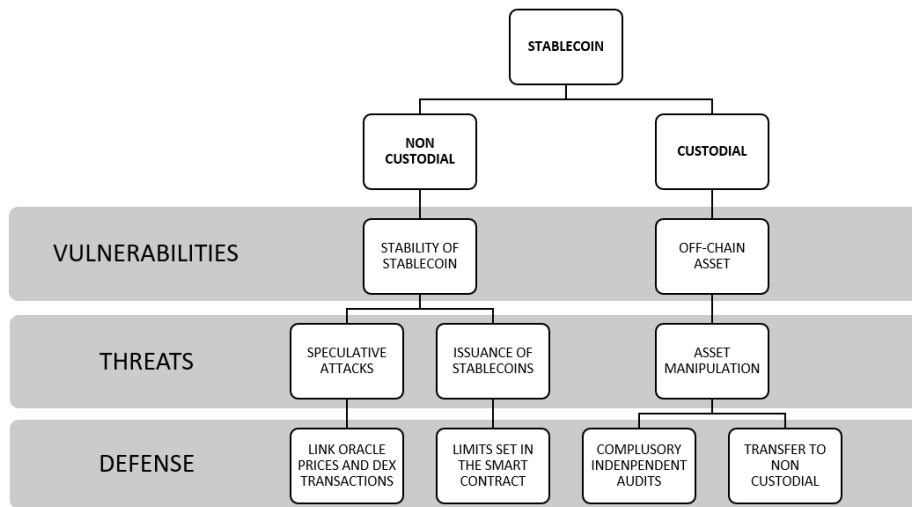 STABLECOIN
NON
CUSTODIAL
CUSTODIAL
VULNERABILITIES
STABILITY OF
STABLECOIN
OFF-CHAIN
ASSET
THREATS
SPECULATIVE
ATTACKS
ISSUANCE OF
STABLECOINS
ASSET
MANIPULATION
DEFENSE
LINK ORACLE
PRICES AND DEX
TRANSACTIONS
LIMITS SET IN
THE SMART
CONTRACT
COMPLUSORY
INDENPENDENT
AUDITS
TRANSFER TO
NON
CUSTODIAL